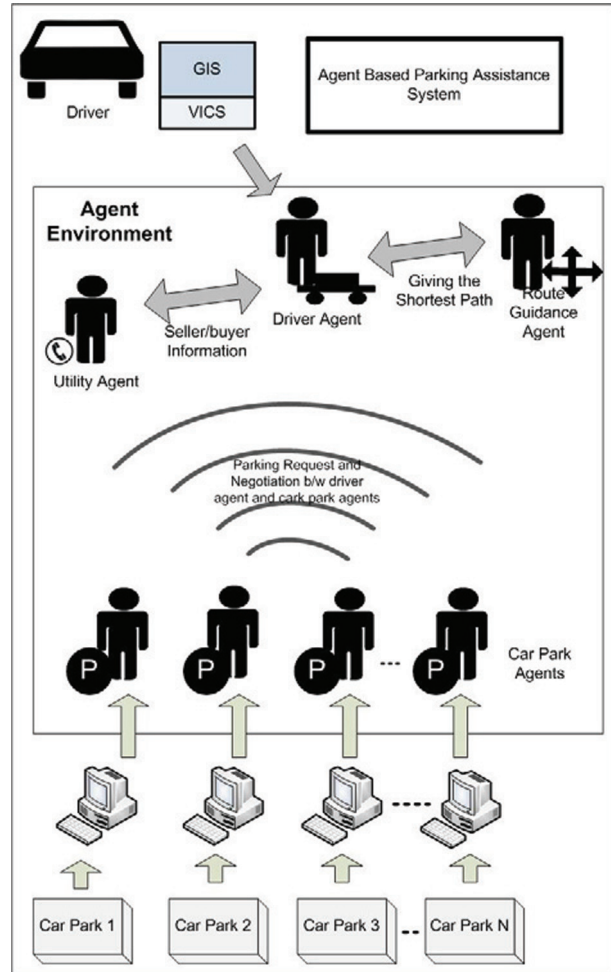 GIS
VICS
Driver
Agent Based Parking Assistance
System
Agent
Environment
Utility Agent
Seller/buyer
Information
Driver Agent
Giving the
Shortest Path
Route
Guidance
Agent
Parking Request and
Negotiation b/w driver
agent and cark park agents
P
P
P
P
Car Park
Agents
Car Park 1
Car Park 2
Car Park 3
Car Park N